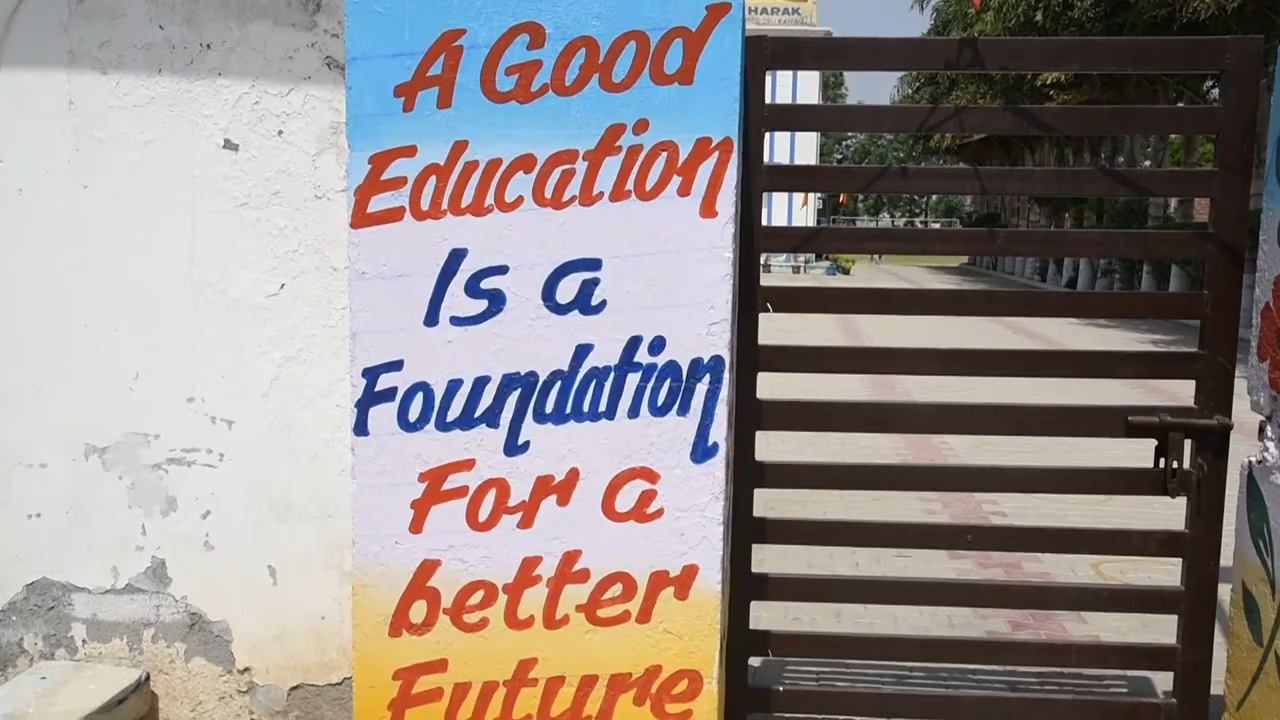 HARAK
A Good
Education
Is a
Foundation
For a
better
Future